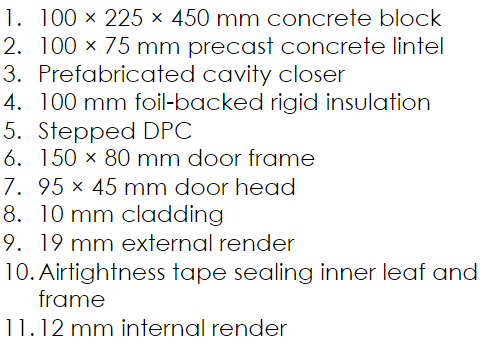 1. 100 × 225 × 450 mm concrete block
2. 100 × 75 mm precast concrete lintel
3. Prefabricated cavity closer
4. 100 mm foil-backed rigid insulation
5. Stepped DPC
6. 150 × 80 mm door frame
7. 95 × 45 mm door head
8. 10 mm cladding
9. 19 mm external render
10. Airtightness tape sealing inner leaf and
frame
11. 12 mm internal render